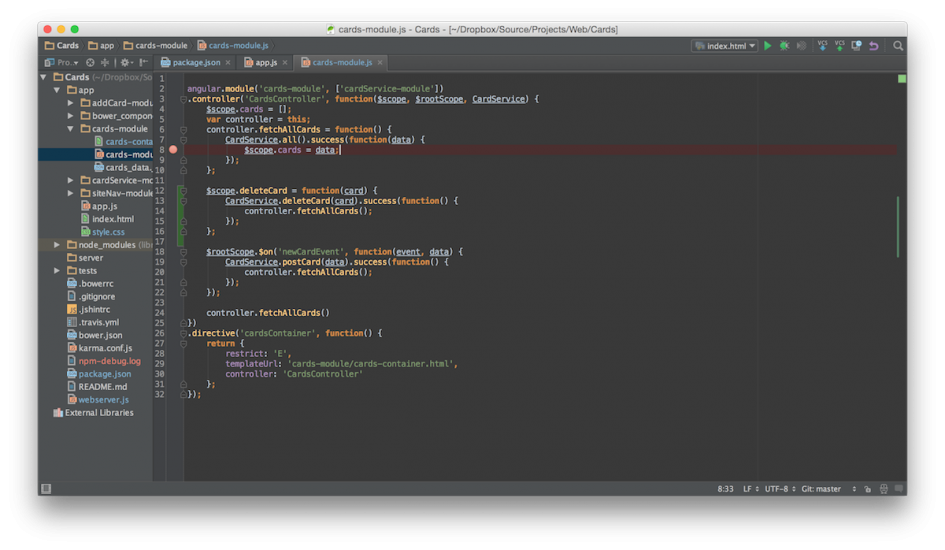 cards-module.js - Cards - [~/Dropbox/Source/Projects/Web/Cards]
Cards app cards-module cards-module.js index.html VCS VCS
Pro.. package.json app.js cards-module.js
Cards (~/Dropbox/So
app
addCard-modu
bower_compon
cards-module
cards-conta
cards-modu
cards_data.
cardService-mo
siteNav-module
app.js
index.html
style.css
node_modules (libr
server
tests
.bowerrc
.gitignore
.jshintrc
.travis.yml
bower.json
karma.conf.js
npm-debug.log
package.json
README.md
webserver.js
External Libraries
1
2 angular.module('cards-module', ['cardService-module'])
3 .controller('CardsController', function($scope, $rootScope, CardService) {
4 $scope.cards = [];
5 var controller = this;
6 controller.fetchAllCards = function() {
7 CardService.all().success(function(data) {
8 $scope.cards = data;
9 });
10 };
11
12 $scope.deleteCard = function(card) {
13 CardService.deleteCard(card).success(function() {
14 controller.fetchAllCards();
15 });
16 };
17
18 $rootScope.$on('newCardEvent', function(event, data) {
19 CardService.postCard(data).success(function() {
20 controller.fetchAllCards();
21 });
22 });
23
24 controller.fetchAllCards()
25 })
26 .directive('cardsContainer', function() {
27 return {
28 restrict: 'E',
29 templateUrl: 'cards-module/cards-container.html',
30 controller: 'CardsController'
31 };
32 });
8:33 LF UTF-8 Git: master